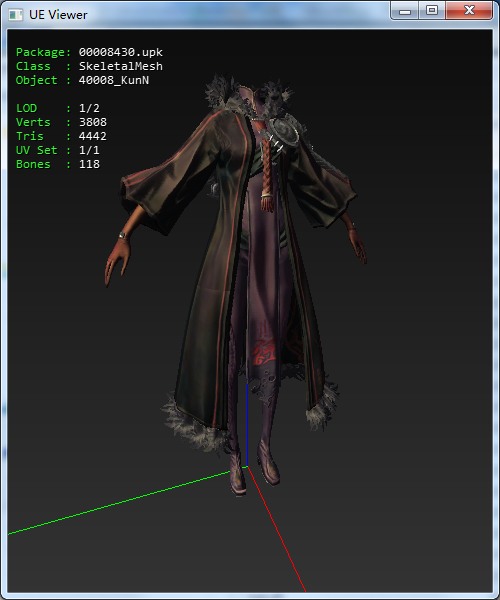 UE Viewer
Package: 00008430.upk
Class : SkeletalMesh
Object : 40008_KunN
LOD : 1/2
Verts : 3808
Tris : 4442
UV Set : 1/1
Bones : 118